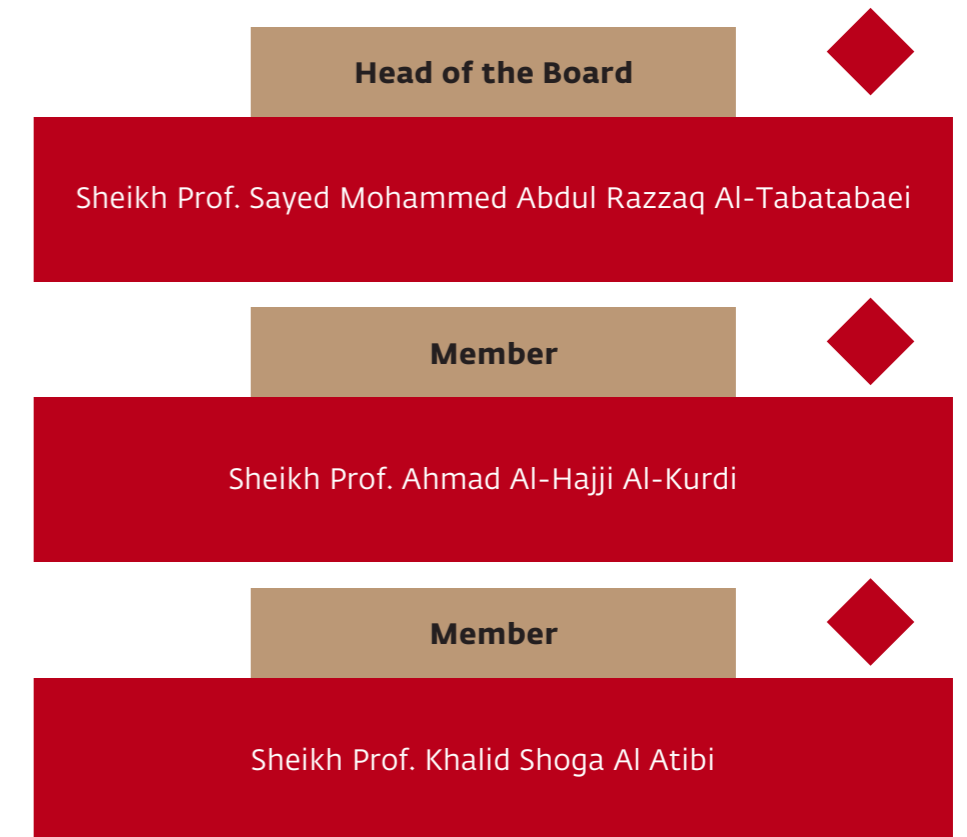 Head of the Board
Sheikh Prof. Sayed Mohammed Abdul Razzaq Al-Tabatabaei
Member
Sheikh Prof. Ahmad Al-Hajji Al-Kurdi
Member
Sheikh Prof. Khalid Shoga Al Atibi